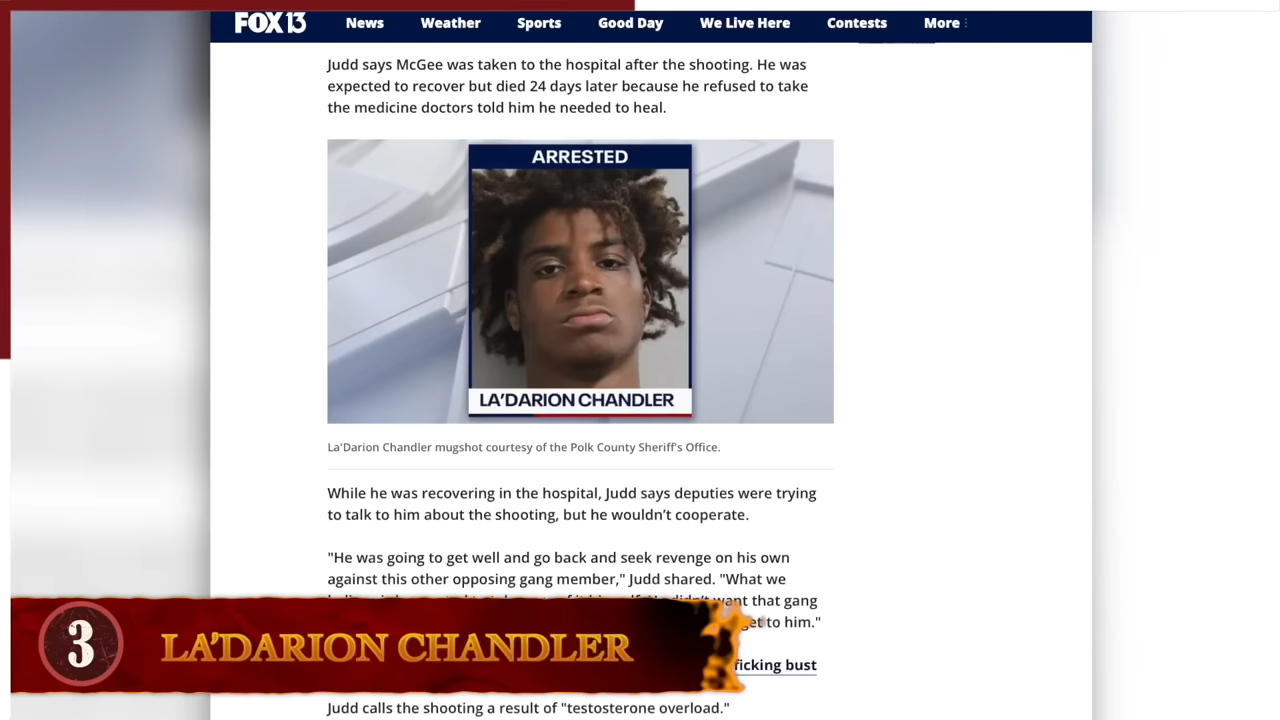 FOX 13 News Weather Sports Good Day We Live Here Contests More
Judd says McGee was taken to the hospital after the shooting. He was
expected to recover but died 24 days later because he refused to take
the medicine doctors told him he needed to heal.
ARRESTED
LA'DARION CHANDLER
La'Darion Chandler mugshot courtesy of the Polk County Sheriff's Office.
While he was recovering in the hospital, Judd says deputies were trying
to talk to him about the shooting, but he wouldn't cooperate.
"He was going to get well and go back and seek revenge on his own
against this other opposing gang member," Judd shared. "What we
want that gang
to him."
3 LA'DARION CHANDLER
bust
Judd calls the shooting a result of "testosterone overload."